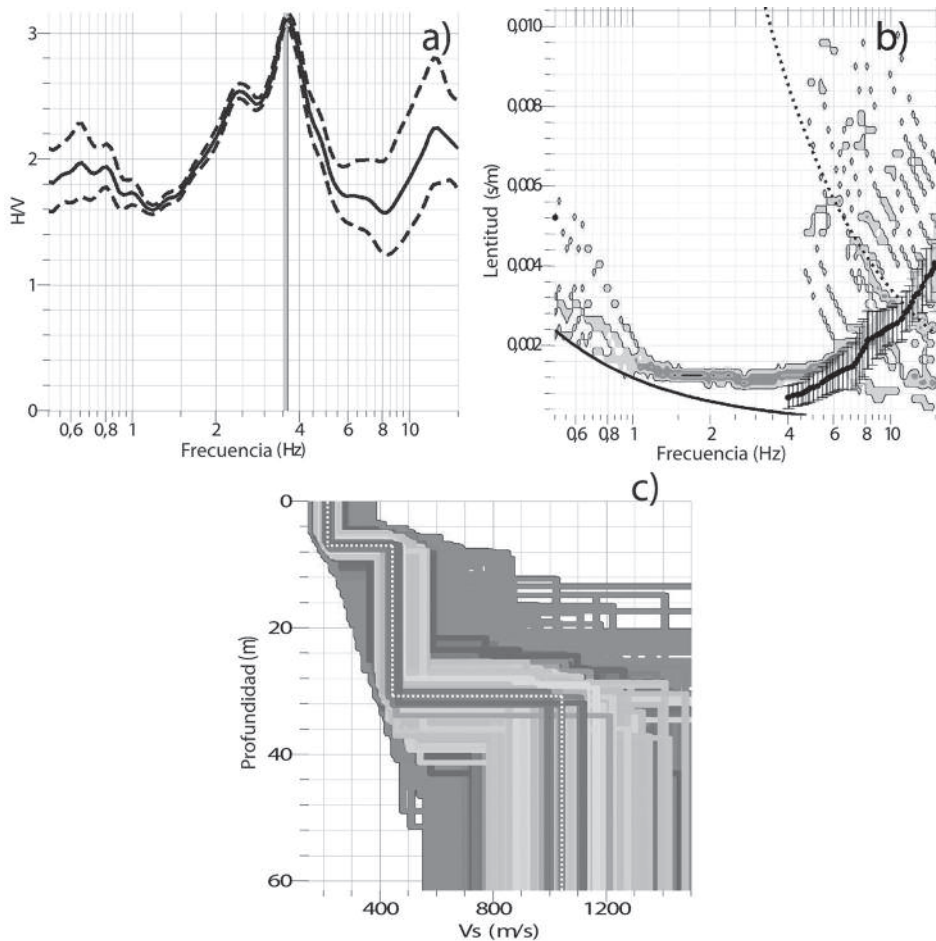 a)
3
2
1
0
H/V
0,6 0,8 1 2 4 6 8 10
Frecuencia (Hz)
b)
0,010
0,008
0,006
0,004
0,002
Lentitud (s/m)
0,6 0,8 1 2 4 6 8 10
Frecuencia (Hz)
c)
0
20
40
60
Profundidad (m)
400 800 1200
Vs (m/s)